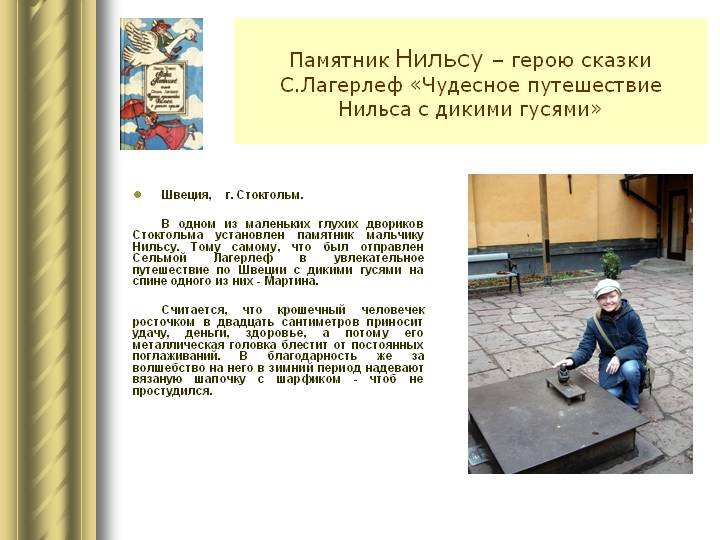 Памятник Нильсу – герою сказки
С.Лагерлеф «Чудесное путешествие
Нильса с дикими гусями»
Швеция, г. Стокгольм.
В одном из маленьких глухих двориков
Стокгольма установлен памятник мальчику
Нильсу. Тому самому, что был отправлен
Сельмой Лагерлеф в увлекательное
путешествие по Швеции с дикими гусями на
спине одного из них - Мартина.
Считается, что крошечный человечек
росточком в двадцать сантиметров приносит
удачу, деньги, здоровье, а потому его
металлическая головка блестит от постоянных
поглаживаний. В благодарность же за
волшебство на него в зимний период надевают
вязаную шапочку с шарфиком - чтоб не
простудился.